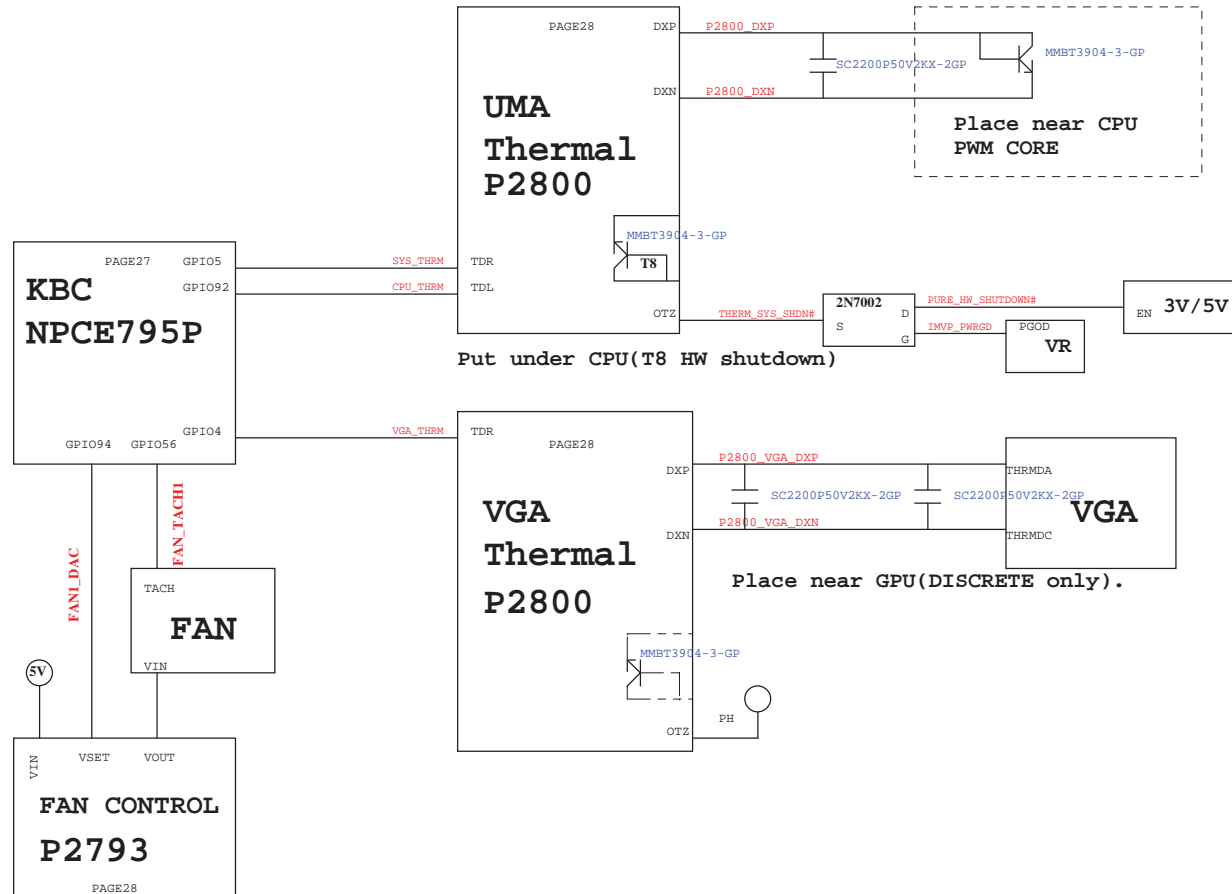 PAGE28
DXP
P2800_DXP
SC2200P50V2KX-2GP
MMBT3904-3-GP
DXN
P2800_DXN
UMA
Thermal
P2800
Place near CPU
PWM CORE
MMBT3904-3-GP
T8
PAGE27
GPIO5
SYS_THRM
TDR
GPIO92
CPU_THRM
TDL
KBC
NPCE795P
OTZ
THERM_SYS_SHDN#
2N7002
S
D
G
PURE_HW_SHUTDOWN#
IMVP_PWRGD
EN
3V/5V
PGOD
VR
Put under CPU(T8 HW shutdown)
GPIO4
VGA_THRM
TDR
GPIO94
GPIO56
PAGE28
DXP
P2800_VGA_DXP
THRMDA
SC2200P50V2KX-2GP
SC2200P50V2KX-2GP
VGA
DXN
P2800_VGA_DXN
THRMDC
VGA
Thermal
P2800
Place near GPU(DISCRETE only).
FAN1_DAC
FAN_TACH1
TACH
FAN
VIN
MMBT3904-3-GP
5V
OTZ
PH
VIN
VSET
VOUT
FAN CONTROL
P2793
PAGE28